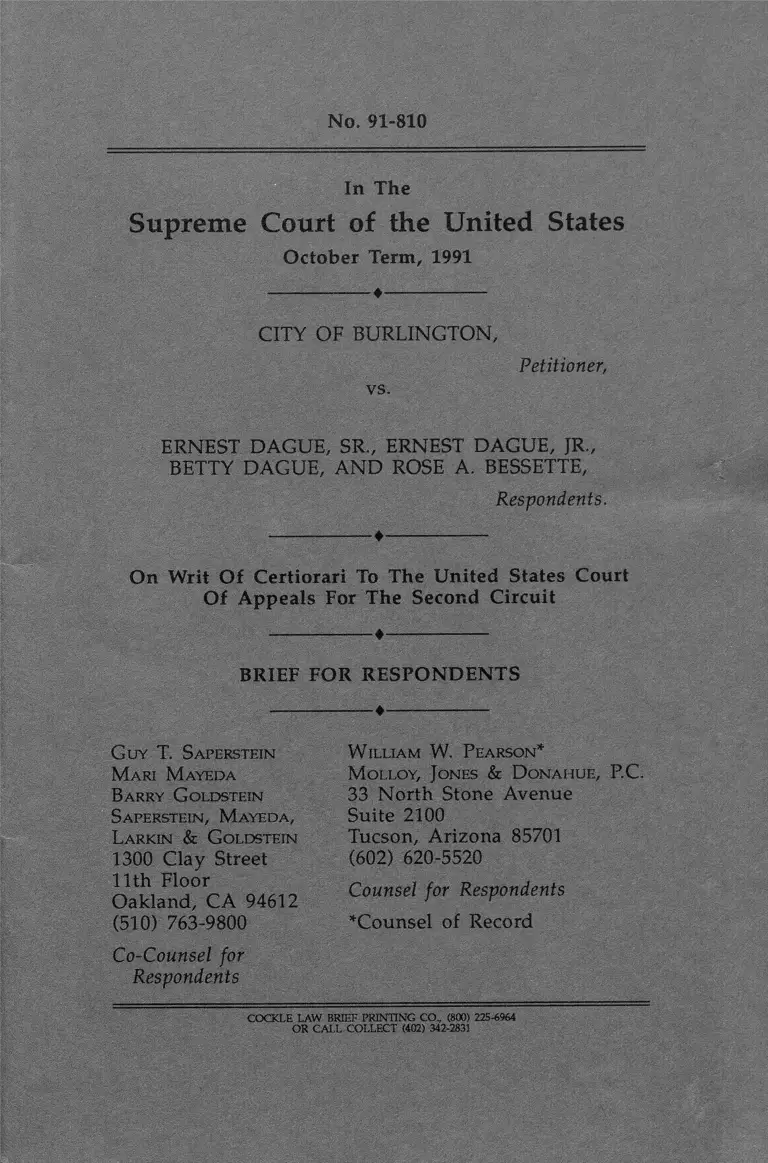 No. 91-810
In The
Supreme Court of the United States
October Term, 1991
CITY OF BURLINGTON,
Petitioner,
vs.
ERNEST DAGUE, SR., ERNEST DAGUE, JR.,
BETTY DAGUE, AND ROSE A. BESSETTE,
Respondents.
On Writ Of Certiorari To The United States Court
Of Appeals For The Second Circuit
BRIEF FOR RESPONDENTS
GUY T. SAPERSTEIN
MARI MAYEDA
BARRY GOLDSTEIN
SAPERSTEIN, MAYEDA,
LARKIN & GOLDSTEIN
1300 Clay Street
11th Floor
Oakland, CA 94612
(510) 763-9800
Co-Counsel for
Respondents
WILLIAM W. PEARSON*
MOLLOY, JONES & DONAHUE, P.C.
33 North Stone Avenue
Suite 2100
Tucson, Arizona 85701
(602) 620-5520
Counsel for Respondents
*Counsel of Record
COCKLE LAW BRIEF PRINTING CO., (800) 225-6964
OR CALL COLLECT (402) 342-2831